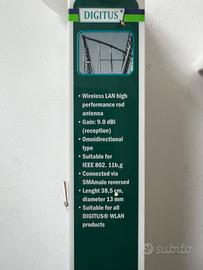 DIGITUS®
• Wireless LAN high
performance rod
antenna
• Gain: 9.0 dBi
(reception)
• Omnidirectional
type
• Suitable for
IEEE 802. 11b,g
• Connected via
SMAmale reversed
• Lenght 38,5 cm,
diameter 13 mm
• Suitable for all
DIGITUS® WLAN
products
subito